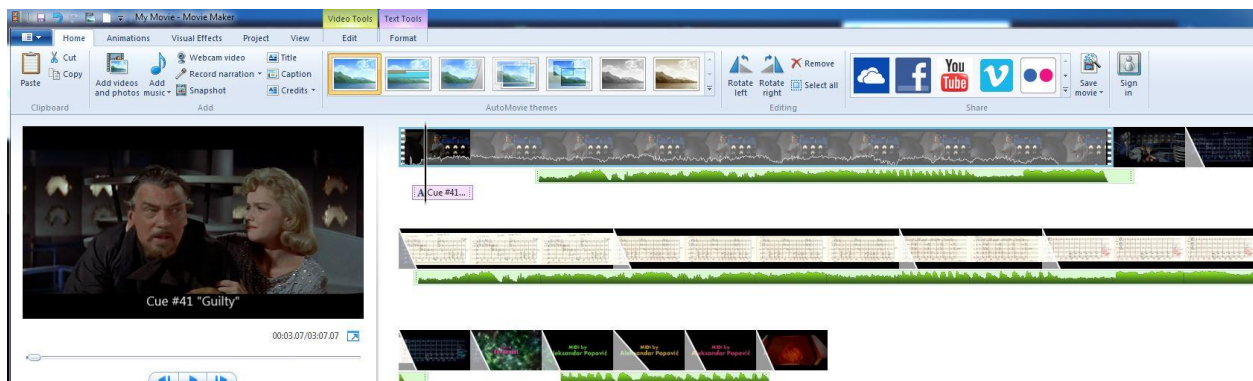 My Movie - Movie Maker
Video Tools
Text Tools
Home
Animations
Visual Effects
Project
View
Edit
Format
Paste
Cut
Copy
Clipboard
Add videos
and photos
Add
music
Webcam video
Record narration
Snapshot
Title
Caption
Credits
Add
AutoMovie themes
Rotate
left
Rotate
right
Remove
Select all
Editing
f
You
Tube
V
Share
Save
movie
Sign
in
Cue #41 "Guilty"
00:03.07/03:07.07
A Cue #41...
MIDI by
Aleksandar Popović
MIDI by
Aleksandar Popović
MIDI by
Aleksandar Popović